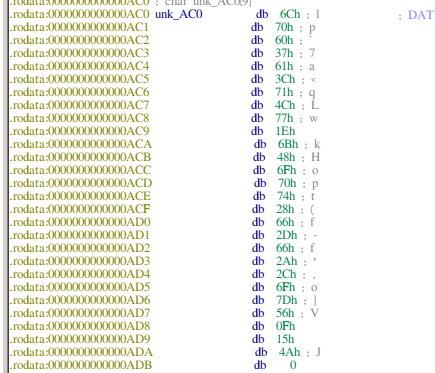 .rodata:0000000000000AC0 ; char unk_AC0[9]
.rodata:0000000000000AC0 unk_AC0 db 6Ch ; l ; DAT
.rodata:0000000000000AC1 db 70h ; p
.rodata:0000000000000AC2 db 60h ; `
.rodata:0000000000000AC3 db 37h ; 7
.rodata:0000000000000AC4 db 61h ; a
.rodata:0000000000000AC5 db 3Ch ; <
.rodata:0000000000000AC6 db 71h ; q
.rodata:0000000000000AC7 db 4Ch ; L
.rodata:0000000000000AC8 db 77h ; w
.rodata:0000000000000AC9 db 1Eh
.rodata:0000000000000ACA db 6Bh ; k
.rodata:0000000000000ACB db 48h ; H
.rodata:0000000000000ACC db 6Fh ; o
.rodata:0000000000000ACD db 70h ; p
.rodata:0000000000000ACE db 74h ; t
.rodata:0000000000000ACF db 28h ; (
.rodata:0000000000000AD0 db 66h ; f
.rodata:0000000000000AD1 db 2Dh ; -
.rodata:0000000000000AD2 db 66h ; f
.rodata:0000000000000AD3 db 2Ah ; *
.rodata:0000000000000AD4 db 2Ch ; ,
.rodata:0000000000000AD5 db 6Fh ; o
.rodata:0000000000000AD6 db 7Dh ; }
.rodata:0000000000000AD7 db 56h ; V
.rodata:0000000000000AD8 db 0Fh
.rodata:0000000000000AD9 db 15h
.rodata:0000000000000ADA db 4Ah ; J
.rodata:0000000000000ADB db 0